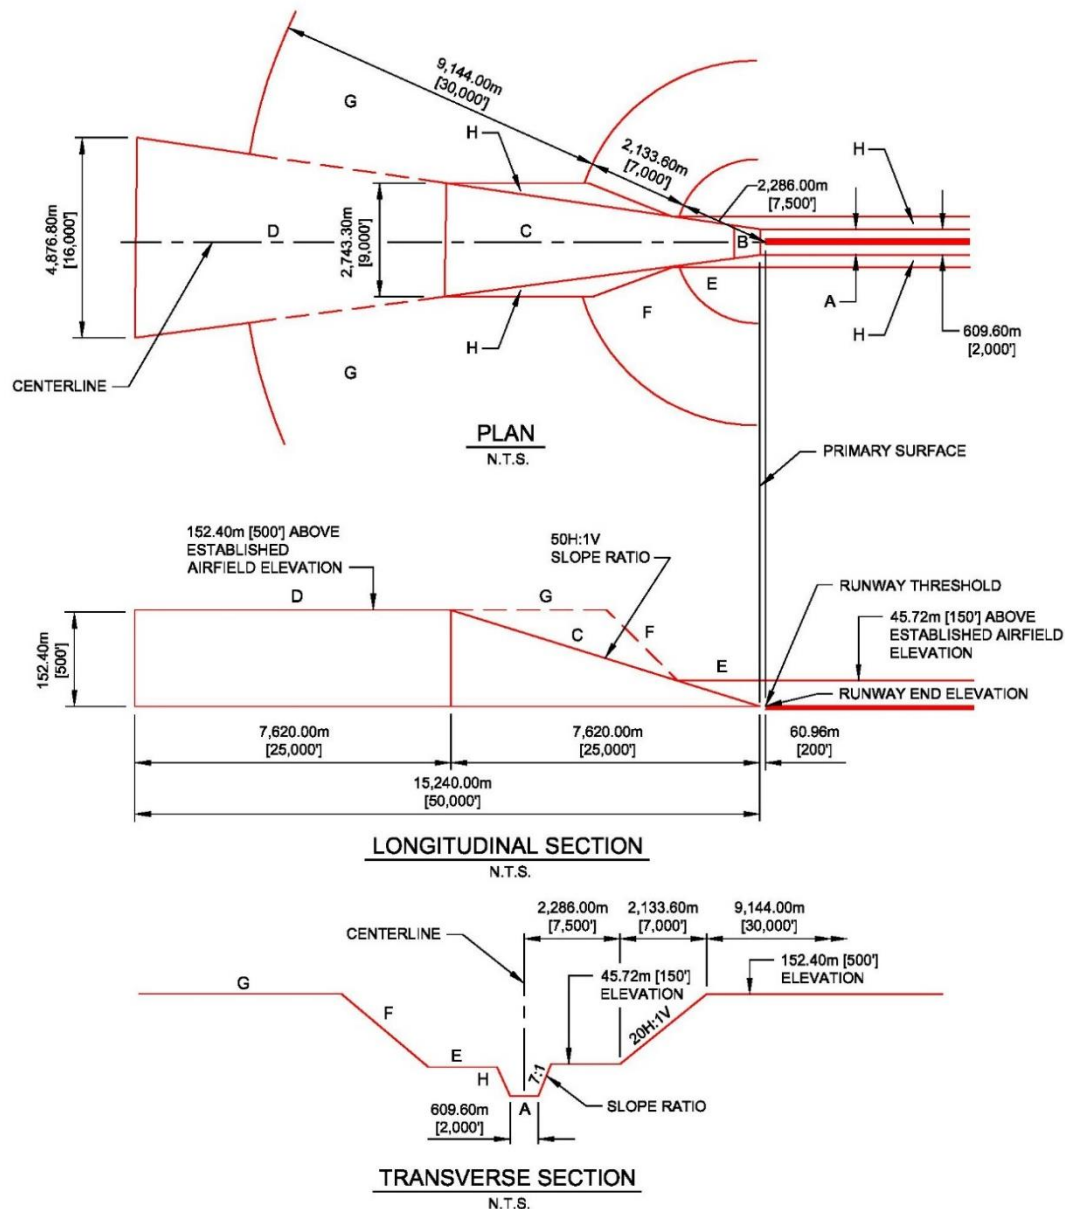 9,144.00m
[30,000']
G
H
2,133.60m
[7,000']
H
2,286.00m
[7,500']
4,876.80m
[16,000']
D
2,743.30m
[9,000']
C
B
E
A
F
H
H
609.60m
[2,000']
G
CENTERLINE
PLAN
N.T.S.
PRIMARY SURFACE
152.40m [500'] ABOVE
ESTABLISHED
AIRFIELD ELEVATION
50H:1V
SLOPE RATIO
RUNWAY THRESHOLD
D
G
45.72m [150'] ABOVE
ESTABLISHED AIRFIELD
ELEVATION
152.40m
[500']
C
F
E
RUNWAY END ELEVATION
7,620.00m
[25,000']
7,620.00m
[25,000']
60.96m
[200']
15,240.00m
[50,000']
LONGITUDINAL SECTION
N.T.S.
2,286.00m
[7,500']
2,133.60m
[7,000']
9,144.00m
[30,000']
CENTERLINE
152.40m [500']
ELEVATION
45.72m [150']
ELEVATION
G
F
20H:1V
E
H
7:1
A
SLOPE RATIO
609.60m
[2,000']
TRANSVERSE SECTION
N.T.S.